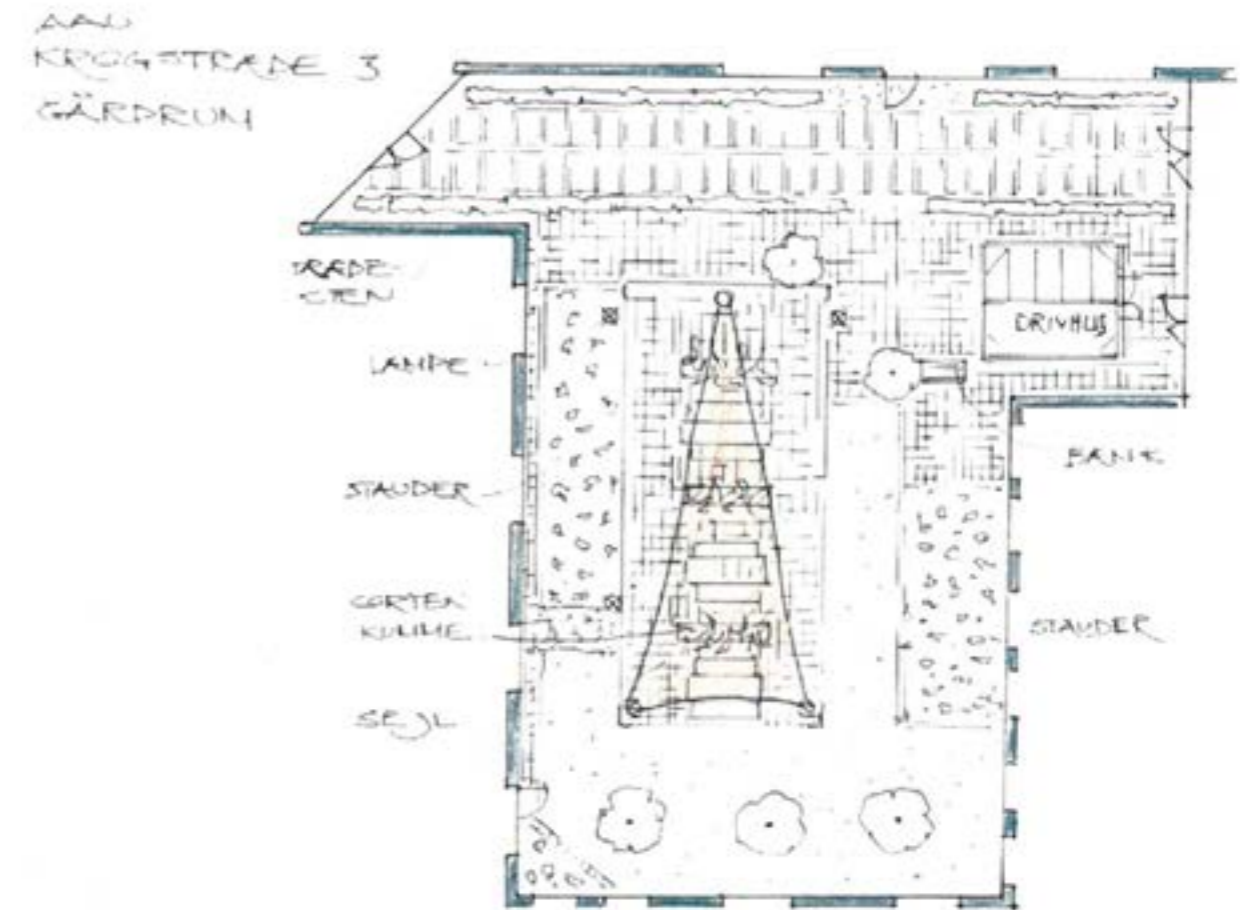 AAU
KROGSTRÆDE 3
GÅRDRUM
TRÆDE-
STEN
LAMPE
STAUDER
CORTEN
KUMME
SEJL
DRIVHUS
BÆNK
STAUDER